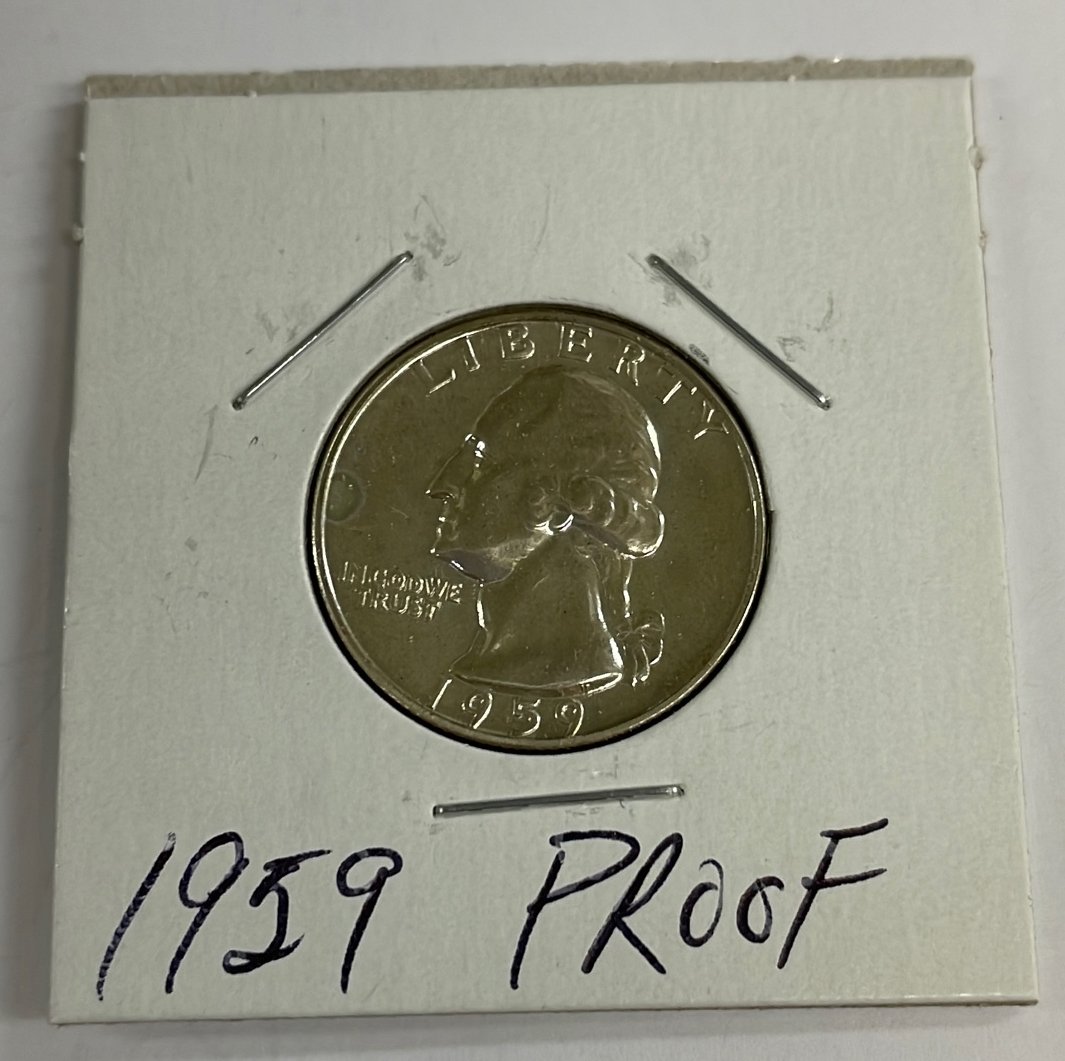 LIBERTY
IN GOD WE
TRUST
1959
1959 PROOF